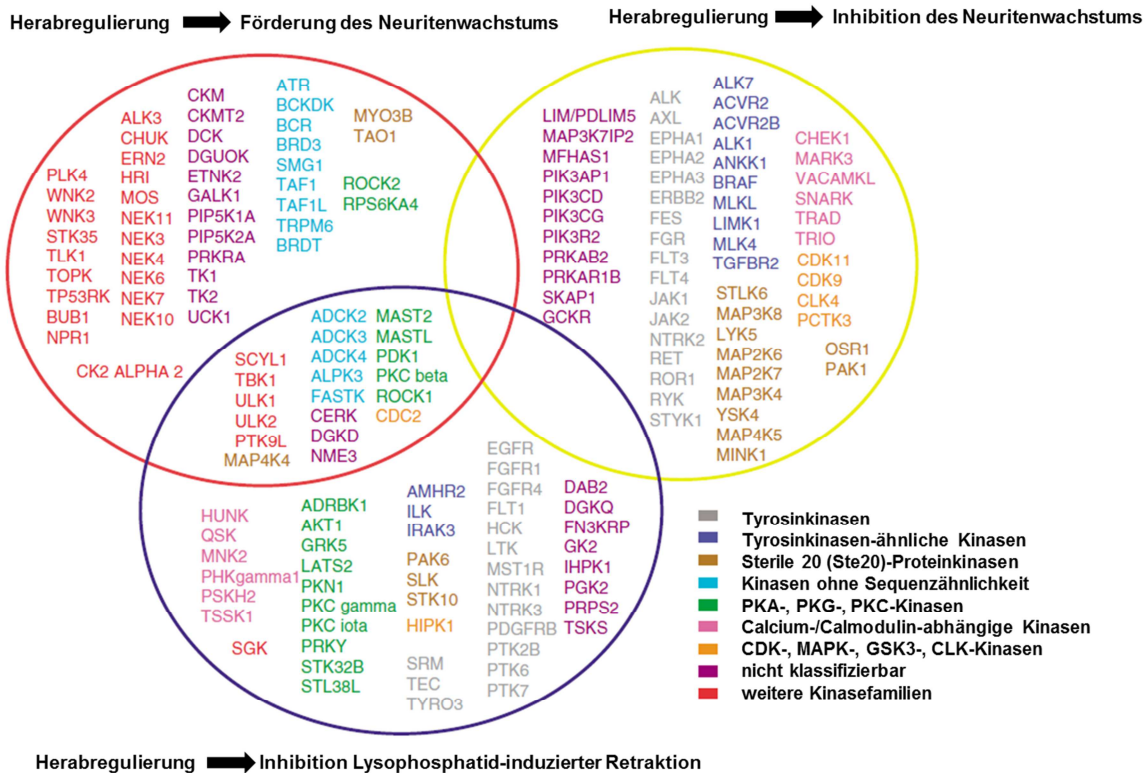 Herabregulierung Förderung des Neuritenwachstums
Herabregulierung Inhibition des Neuritenwachstums
PLK4
WNK2
WNK3
STK35
TLK1
TOPK
TP53RK
BUB1
NPR1
ALK3
CHUK
ERN2
HRI
MOS
NEK11
NEK3
NEK4
NEK6
NEK7
NEK10
CKM
CKMT2
DCK
DGUOK
ETNK2
GALK1
PIP5K1A
PIP5K2A
PRKRA
TK1
TK2
UCK1
ATR
BCKDK
BCR
BRD3
SMG1
TAF1
TAF1L
TRPM6
BRDT
MYO3B
TAO1
ROCK2
RPS6KA4
CK2 ALPHA 2
LIM/PDLIM5
MAP3K7IP2
MFHAS1
PIK3AP1
PIK3CD
PIK3CG
PIK3R2
PRKAB2
PRKAR1B
SKAP1
GCKR
ALK
AXL
EPHA1
EPHA2
EPHA3
ERBB2
FES
FGR
FLT3
FLT4
JAK1
JAK2
NTRK2
RET
ROR1
RYK
STYK1
ALK7
ACVR2
ACVR2B
ALK1
ANKK1
BRAF
MLKL
LIMK1
MLK4
TGFBR2
STLK6
MAP3K8
LYK5
MAP2K6
MAP2K7
MAP3K4
YSK4
MAP4K5
MINK1
CHEK1
MARK3
VACAMKL
SNARK
TRAD
TRIO
CDK11
CDK9
CLK4
PCTK3
OSR1
PAK1
SCYL1
TBK1
ULK1
ULK2
PTK9L
MAP4K4
ADCK2
ADCK3
ADCK4
ALPK3
FASTK
CERK
DGKD
NME3
MAST2
MASTL
PDK1
PKC beta
ROCK1
CDC2
HUNK
QSK
MNK2
PHKgamma1
PSKH2
TSSK1
SGK
ADRBK1
AKT1
GRK5
LATS2
PKN1
PKC gamma
PKC iota
PRKY
STK32B
STL38L
AMHR2
ILK
IRAK3
PAK6
SLK
STK10
HIPK1
SRM
TEC
TYRO3
EGFR
FGFR1
FGFR4
FLT1
HCK
LTK
MST1R
NTRK1
NTRK3
PDGFRB
PTK2B
PTK6
PTK7
DAB2
DGKQ
FN3KRP
GK2
IHPK1
PGK2
PRPS2
TSKS
Tyrosinkinasen
Tyrosinkinasen-ähnliche Kinasen
Sterile 20 (Ste20)-Proteinkinasen
Kinasen ohne Sequenzähnlichkeit
PKA-, PKG-, PKC-Kinasen
Calcium-/Calmodulin-abhängige Kinasen
CDK-, MAPK-, GSK3-, CLK-Kinasen
nicht klassifizierbar
weitere Kinasefamilien
Herabregulierung Inhibition Lysophosphatid-induzierter Retraktion